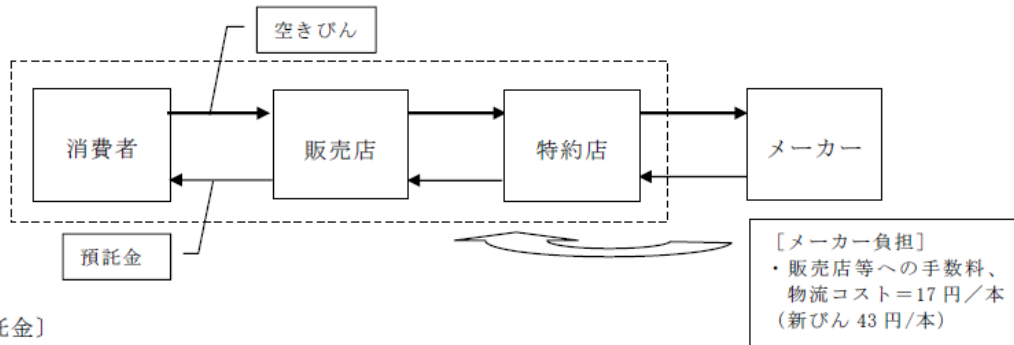 空きびん
消費者
販売店
特約店
メーカー
預託金
［メーカー負担］
・販売店等への手数料、
物流コスト＝17 円／本
（新びん 43 円/本）
託金〕